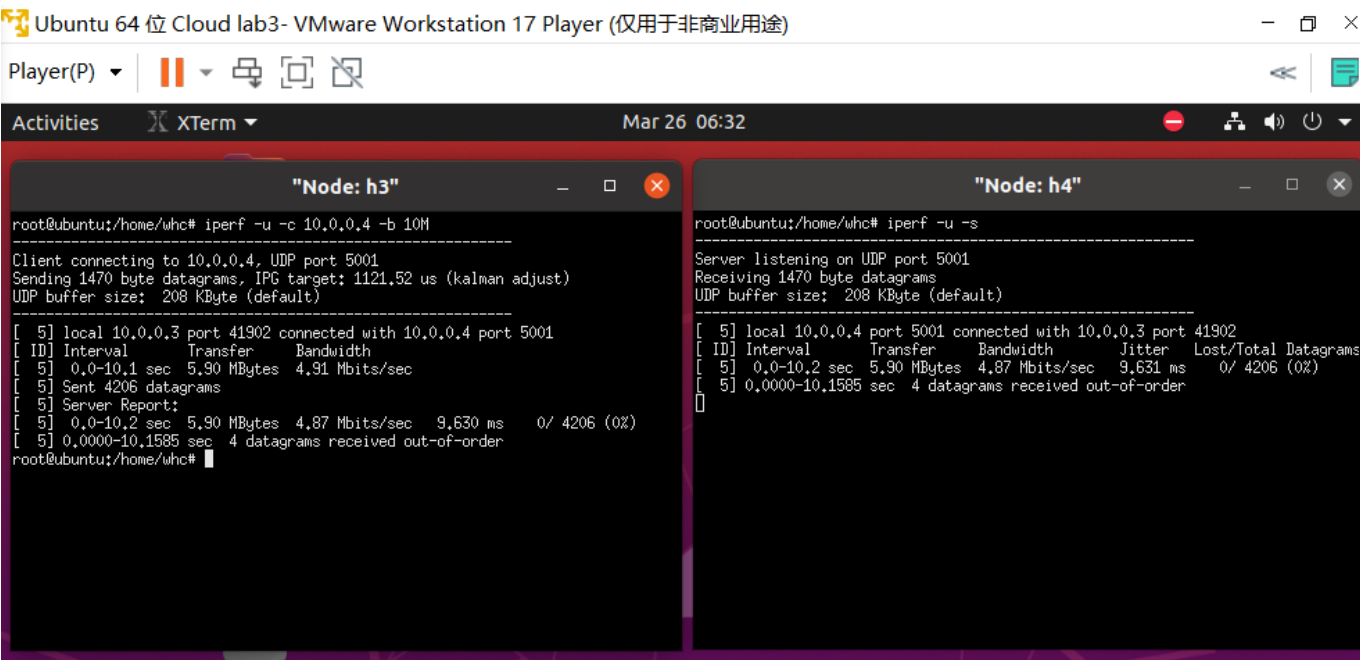 Ubuntu 64 位 Cloud lab3- VMware Workstation 17 Player (仅用于非商业用途)
Player(P)
Activities XTerm Mar 26 06:32
"Node: h3"
root@ubuntu:/home/whc# iperf -u -c 10.0.0.4 -b 10M
------------------------------------------------------------
Client connecting to 10.0.0.4, UDP port 5001
Sending 1470 byte datagrams, IPG target: 1121.52 us (kalman adjust)
UDP buffer size:  208 KByte (default)
------------------------------------------------------------
[  5] local 10.0.0.3 port 41902 connected with 10.0.0.4 port 5001
[ ID] Interval       Transfer     Bandwidth
[  5]  0.0-10.1 sec  5.90 MBytes  4.91 Mbits/sec
[  5] Sent 4206 datagrams
[  5] Server Report:
[  5]  0.0-10.2 sec  5.90 MBytes  4.87 Mbits/sec   9.630 ms    0/ 4206 (0%)
[  5] 0.0000-10.1585 sec  4 datagrams received out-of-order
root@ubuntu:/home/whc#
"Node: h4"
root@ubuntu:/home/whc# iperf -u -s
------------------------------------------------------------
Server listening on UDP port 5001
Receiving 1470 byte datagrams
UDP buffer size:  208 KByte (default)
------------------------------------------------------------
[  5] local 10.0.0.4 port 5001 connected with 10.0.0.3 port 41902
[ ID] Interval       Transfer     Bandwidth        Jitter   Lost/Total Datagrams
[  5]  0.0-10.2 sec  5.90 MBytes  4.87 Mbits/sec   9.631 ms    0/ 4206 (0%)
[  5] 0.0000-10.1585 sec  4 datagrams received out-of-order